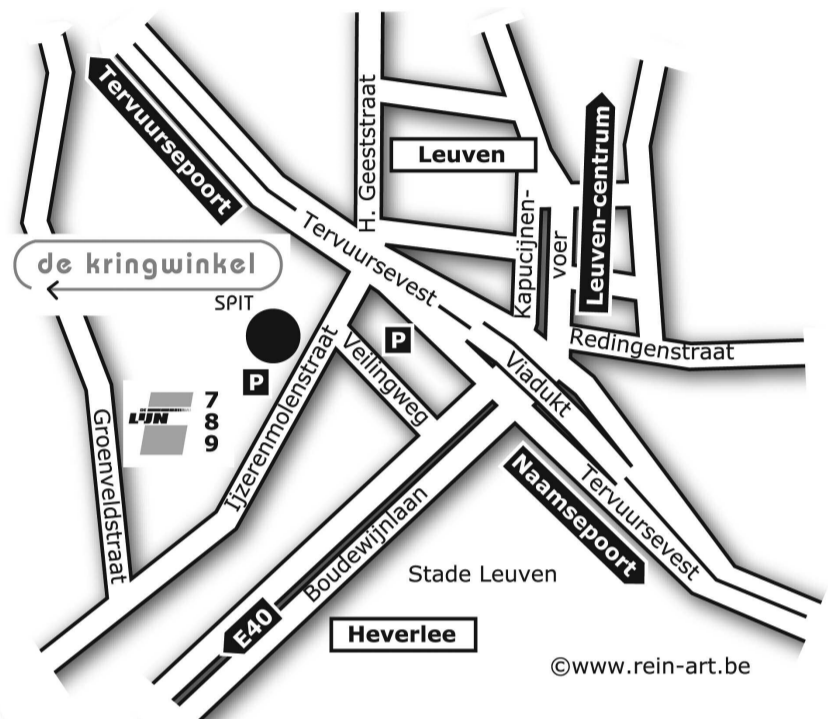 Tervuursepoort
H. Geeststraat
Leuven
Leuven-centrum
Kapucijnen-
voer
Tervuursevest
de kringwinkel
SPIT
P
P
Redingenstraat
Viadukt
Veilingweg
Ijzerenmolenstraat
LIJN
7
8
9
Groenveldstraat
Naamsepoort
Tervuursevest
Boudewijnlaan
Stade Leuven
E40
Heverlee
©www.rein-art.be